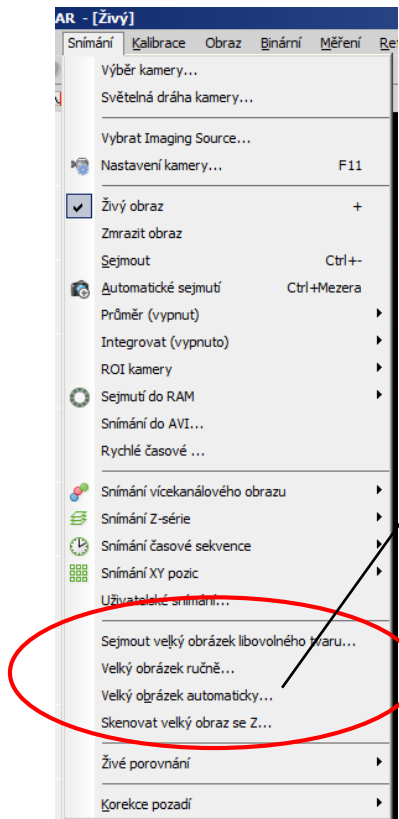 AR - [Živý]
Snímání Kalibrace Obraz Binární Měření
Výběr kamery...
Světelná dráha kamery...
Vybrat Imaging Source...
Nastavení kamery... F11
Živý obraz +
Zmrazit obraz
Sejmout Ctrl+-
Automatické sejmutí Ctrl+Mezera
Průměr (vypnut)
Integrovat (vypnuto)
ROI kamery
Sejmutí do RAM
Snímání do AVI...
Rychlé časové ...
Snímání vícekanálového obrazu
Snímání Z-série
Snímání časové sekvence
Snímání XY pozic
Uživatelské snímání...
Sejmout velký obrázek libovolného tvaru...
Velký obrázek ručně...
Velký obrázek automaticky...
Skenovat velký obraz se Z...
Živé porovnání
Korekce pozadí